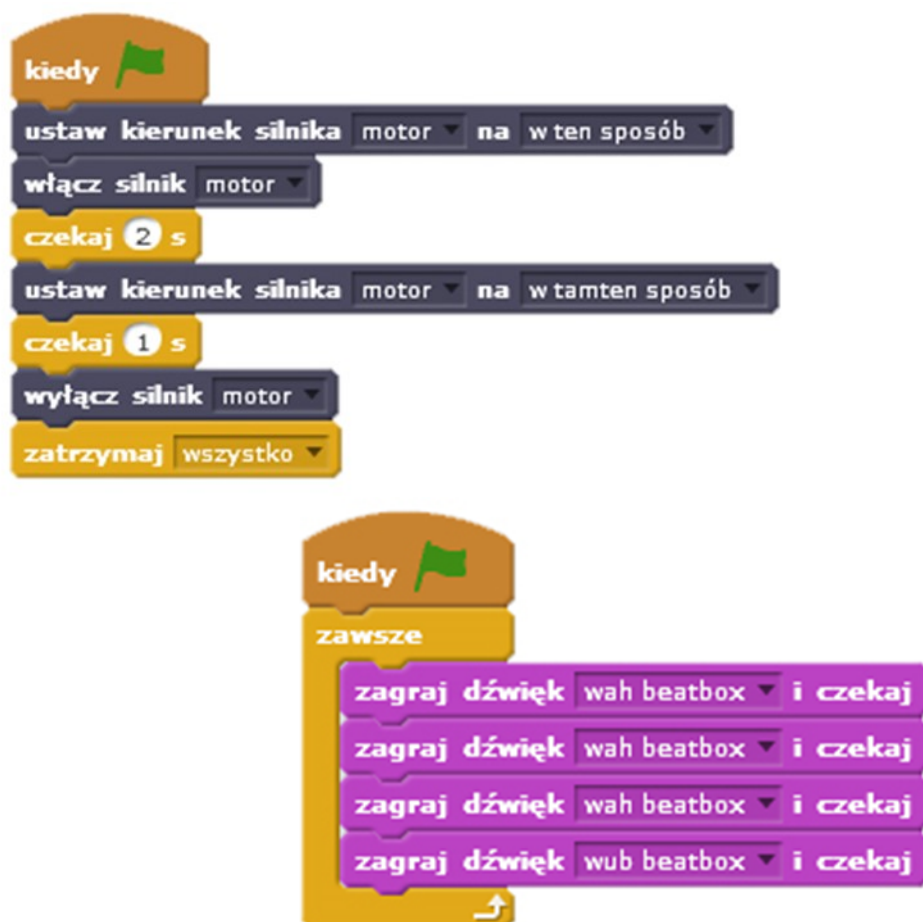 kiedy
ustaw kierunek silnika motor na w ten sposób
włącz silnik motor
czekaj 2 s
ustaw kierunek silnika motor na w tamten sposób
czekaj 1 s
wyłącz silnik motor
zatrzymaj wszystko
kiedy
zawsze
zagraj dźwięk wah beatbox i czekaj
zagraj dźwięk wah beatbox i czekaj
zagraj dźwięk wah beatbox i czekaj
zagraj dźwięk wub beatbox i czekaj